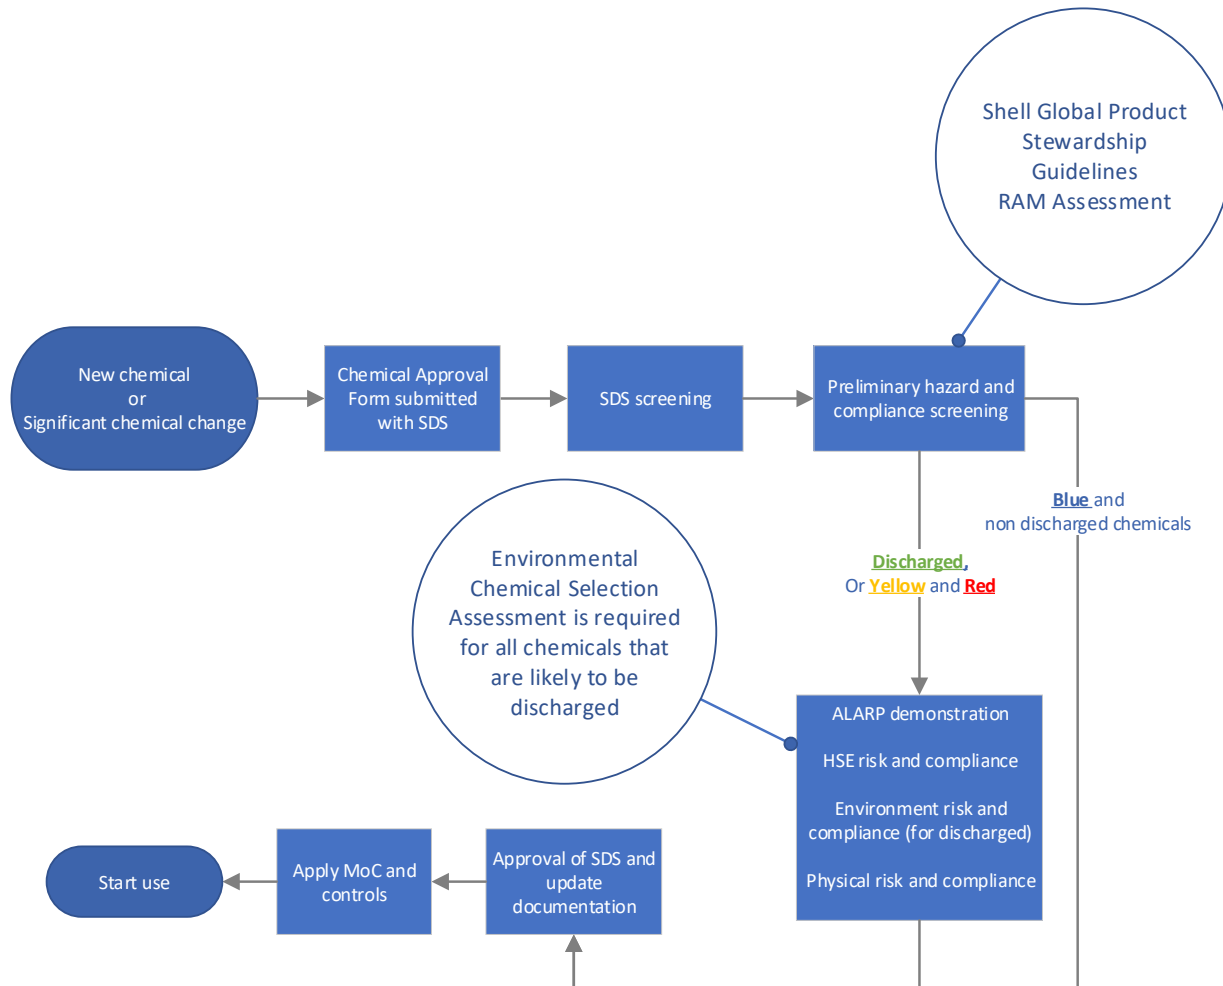 Shell Global Product
Stewardship
Guidelines
RAM Assessment
New chemical
or
Significant chemical change
Chemical Approval
Form submitted
with SDS
SDS screening
Preliminary hazard and
compliance screening
Blue and
non discharged chemicals
Discharged,
Or Yellow and Red
Environmental
Chemical Selection
Assessment is required
for all chemicals that
are likely to be
discharged
ALARP demonstration
HSE risk and compliance
Environment risk and
compliance (for discharged)
Physical risk and compliance
Approval of SDS and
update
documentation
Apply MoC and
controls
Start use